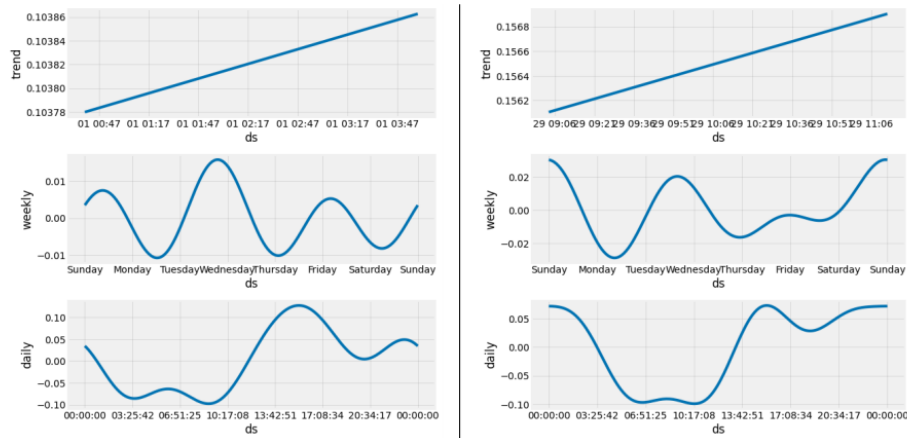 0.10386
0.10384
0.10382
0.10380
0.10378
trend
01 00:47 01 01:17 01 01:47 01 02:17 01 02:47 01 03:17 01 03:47
ds
0.01
0.00
−0.01
weekly
Sunday Monday Tuesday Wednesday Thursday Friday Saturday Sunday
ds
0.10
0.05
0.00
−0.05
−0.10
daily
00:00:00 03:25:42 06:51:25 10:17:08 13:42:51 17:08:34 20:34:17 00:00:00
ds
0.1568
0.1566
0.1564
0.1562
trend
29 09:06 29 09:21 29 09:36 29 09:51 29 10:06 29 10:21 29 10:36 29 10:51 29 11:06
ds
0.02
0.00
−0.02
weekly
Sunday Monday Tuesday Wednesday Thursday Friday Saturday Sunday
ds
0.05
0.00
−0.05
−0.10
daily
00:00:00 03:25:42 06:51:25 10:17:08 13:42:51 17:08:34 20:34:17 00:00:00
ds